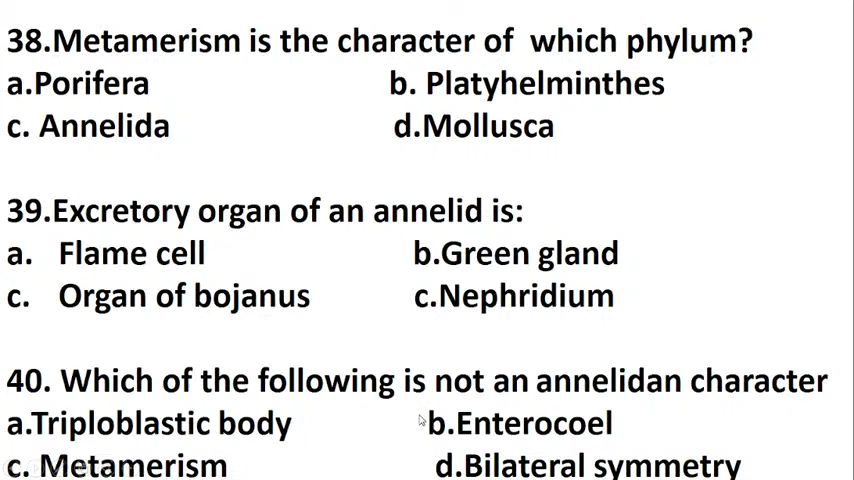 38.Metamerism is the character of which phylum?
a.Porifera b. Platyhelminthes
c. Annelida d.Mollusca
39.Excretory organ of an annelid is:
a. Flame cell b.Green gland
c. Organ of bojanus c.Nephridium
40. Which of the following is not an annelidan character
a.Triploblastic body b.Enterocoel
c. Metamerism d.Bilateral symmetry